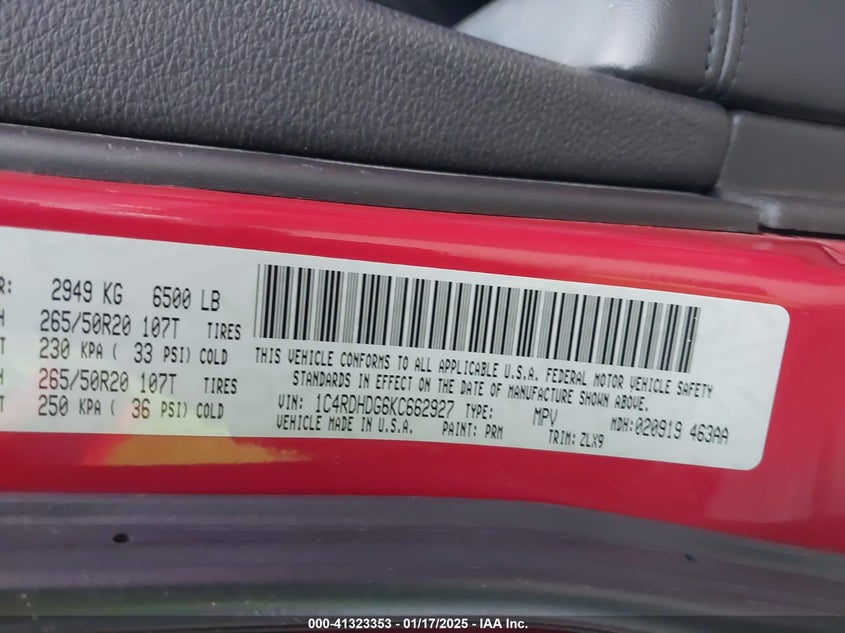 R: 2949 KG 6500 LB
H 265/50R20 107T TIRES
T 230 KPA ( 33 PSI) COLD
H 265/50R20 107T TIRES
T 250 KPA ( 36 PSI) COLD
THIS VEHICLE CONFORMS TO ALL APPLICABLE U.S.A. FEDERAL MOTOR VEHICLE SAFETY
STANDARDS IN EFFECT ON THE DATE OF MANUFACTURE SHOWN ABOVE.
VIN: 1C4RDHDG6KC662927 TYPE: MPV MDH:020919 463AA
VEHICLE MADE IN U.S.A. PAINT: PRM TRIM: ZLX9
000-41323353 - 01/17/2025 - IAA Inc.